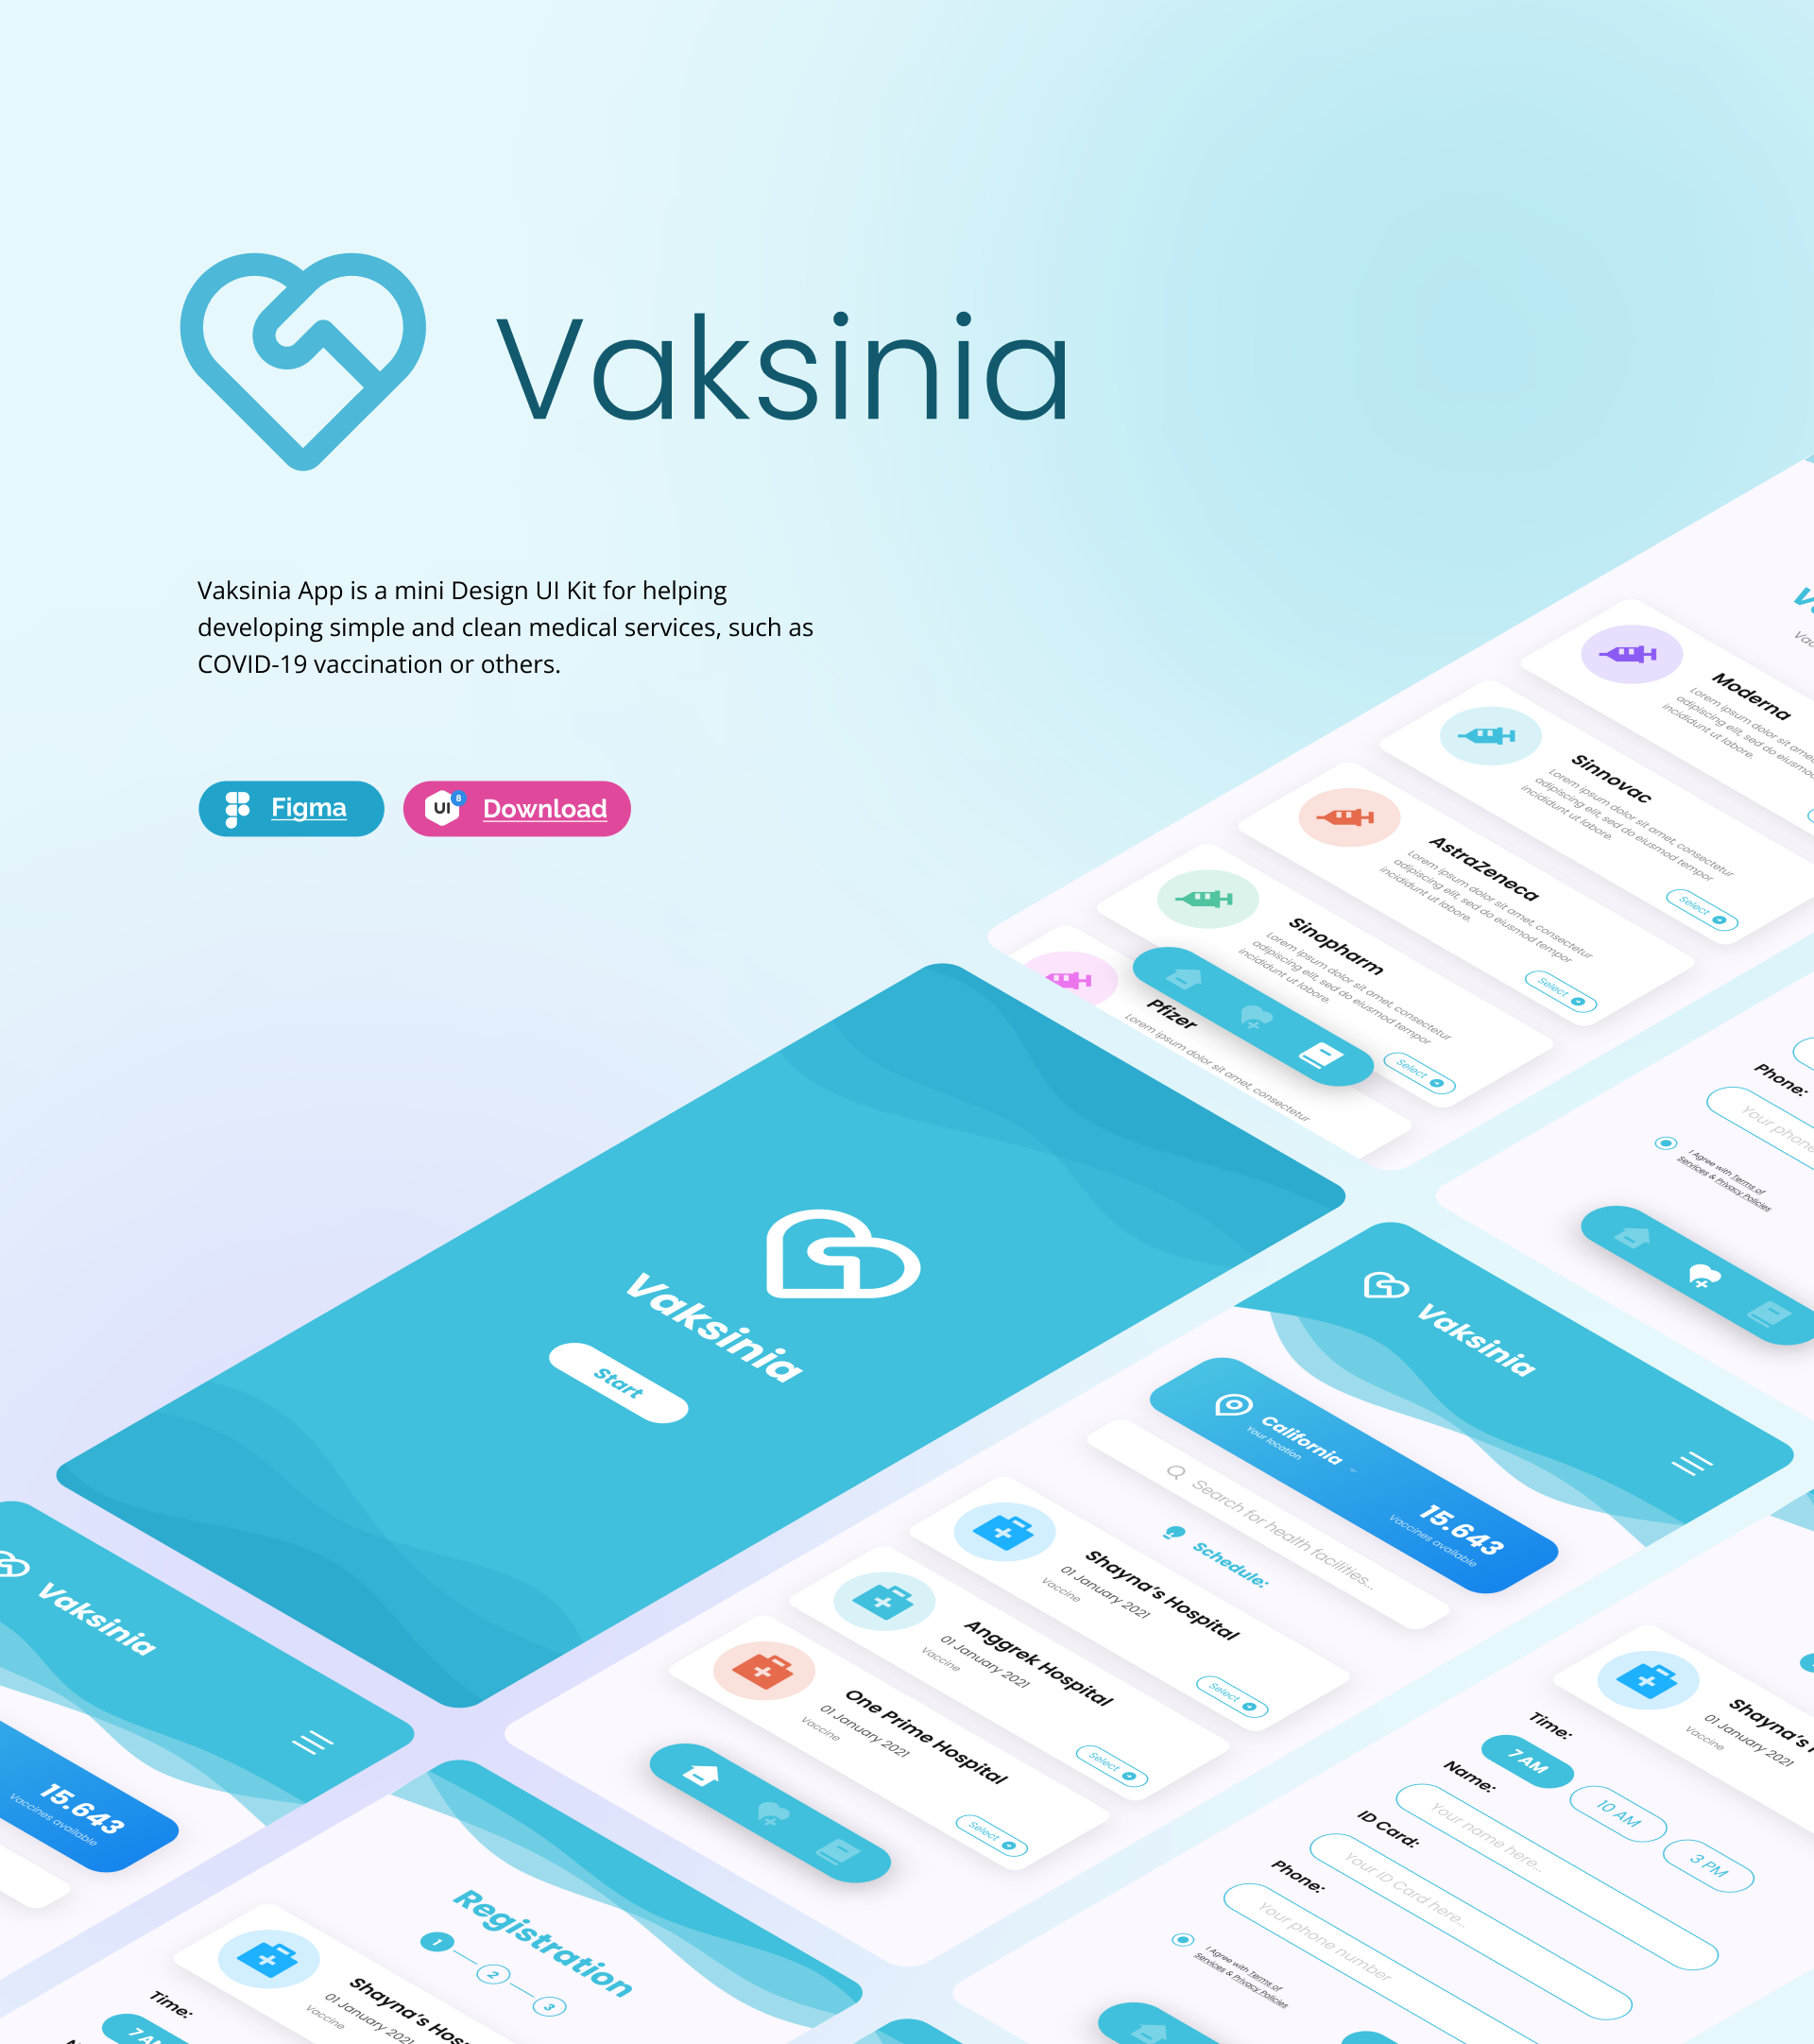 Vaksinia
Vaksinia App is a mini Design UI Kit for helping
developing simple and clean medical services, such as
COVID-19 vaccination or others.
Figma
UI
8
Download
Moderna
Lorem ipsum dolor sit amet,
adipiscing elit, sed do eiusmod
incididunt ut labore.
Sinnovac
Lorem ipsum dolor sit amet, consectetur
adipiscing elit, sed do eiusmod tempor
incididunt ut labore.
Select
AstraZeneca
Lorem ipsum dolor sit amet, consectetur
adipiscing elit, sed do eiusmod tempor
incididunt ut labore.
Select
Sinopharm
Lorem ipsum dolor sit amet, consectetur
adipiscing elit, sed do eiusmod tempor
incididunt ut labore.
Select
Pfizer
Lorem ipsum dolor sit amet, consectetur
Phone:
Your phone
I Agree with Terms of
Services & Privacy Policies
Vaksinia
Start
Vaksinia
California
Your location
15.643
Vaccines available
Search for health facilities...
Schedule:
Shayna's Hospital
01 January 2021
Vaccine
Select
Anggrek Hospital
01 January 2021
Vaccine
Select
One Prime Hospital
01 January 2021
Vaccine
Select
Vaksinia
15.643
Vaccines available
Registration
1
2
3
Shayna's
01 January 2021
Vaccine
Time:
7 AM
Shayna's
01 January 2021
Vaccine
Time:
7 AM
10 AM
3 PM
Name:
Your name here...
ID Card:
Your ID Card here...
Phone:
Your phone number
I Agree with Terms of
Services & Privacy Policies